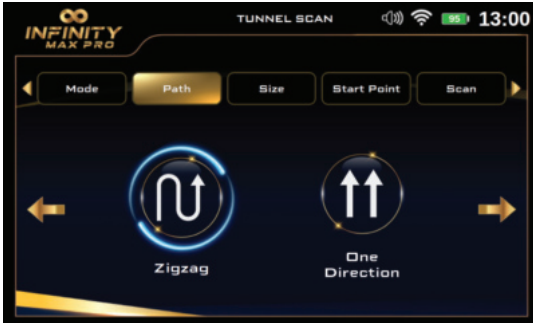 INFINITY
MAX PRO
TUNNEL SCAN
95
13:00
Mode
Path
Size
Start Point
Scan
Zigzag
One
Direction